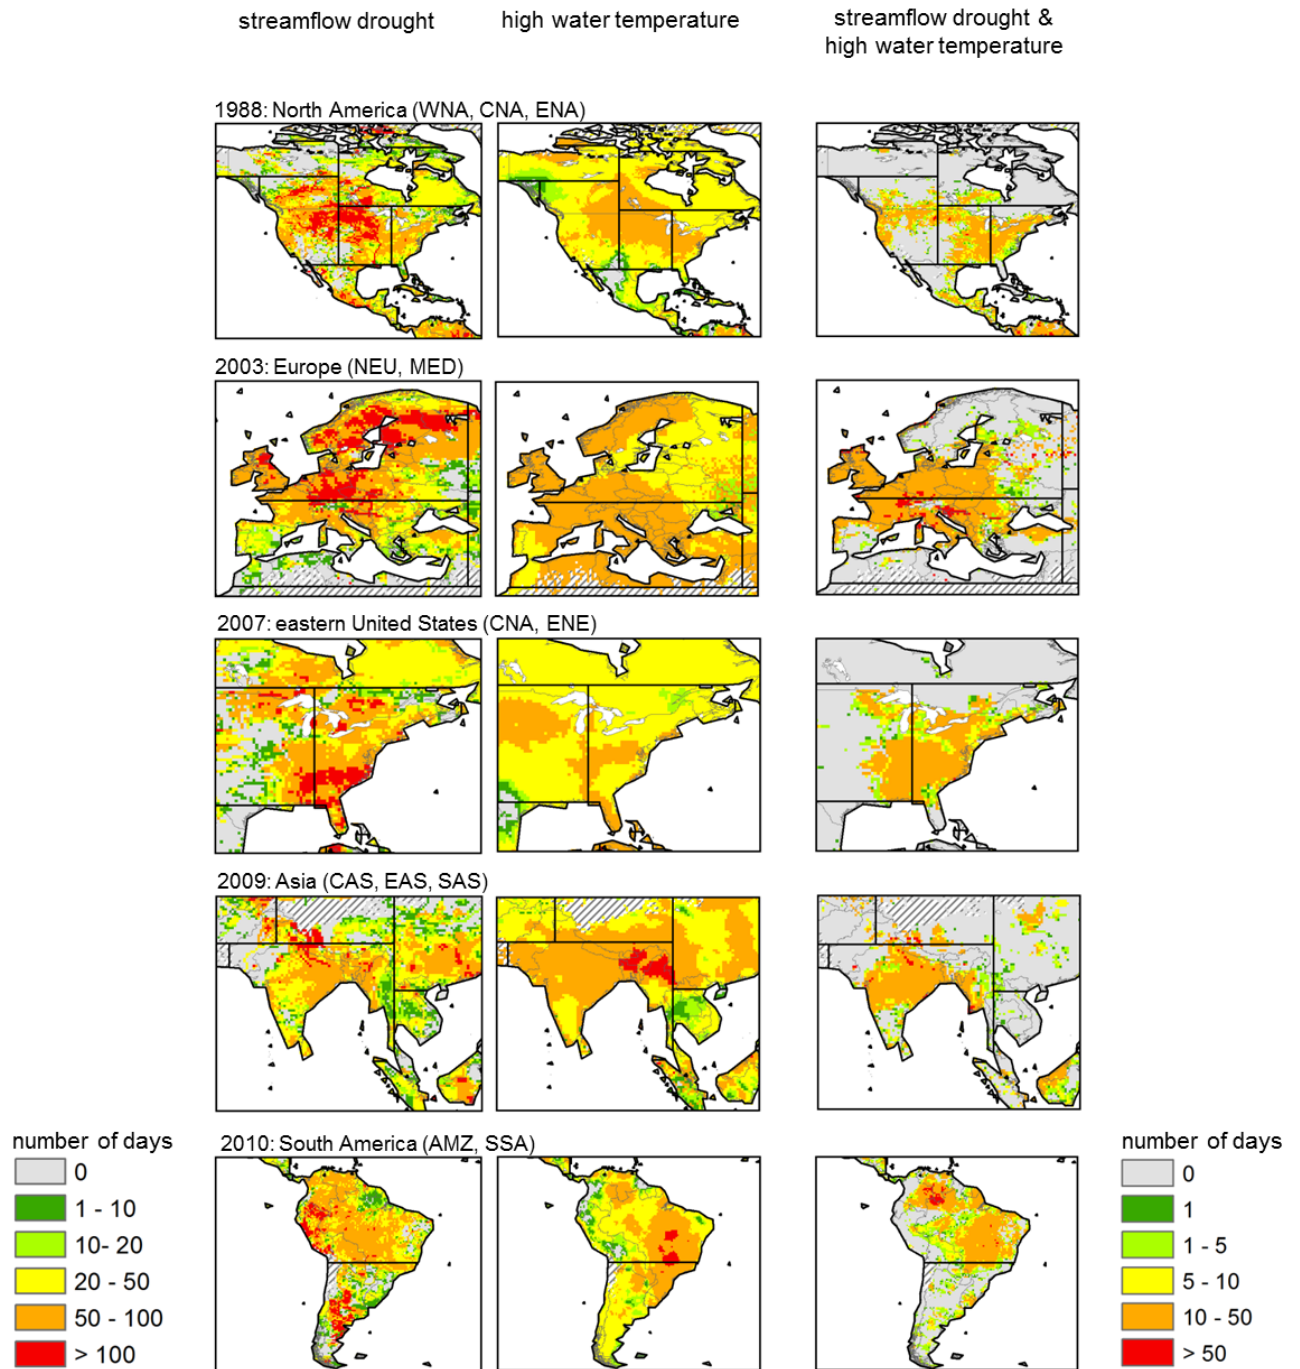 streamflow drought
high water temperature
streamflow drought &
high water temperature
1988: North America (WNA, CNA, ENA)
2003: Europe (NEU, MED)
2007: eastern United States (CNA, ENE)
2009: Asia (CAS, EAS, SAS)
2010: South America (AMZ, SSA)
number of days
0
1 - 10
10- 20
20 - 50
50 - 100
> 100
number of days
0
1
1 - 5
5 - 10
10 - 50
> 50